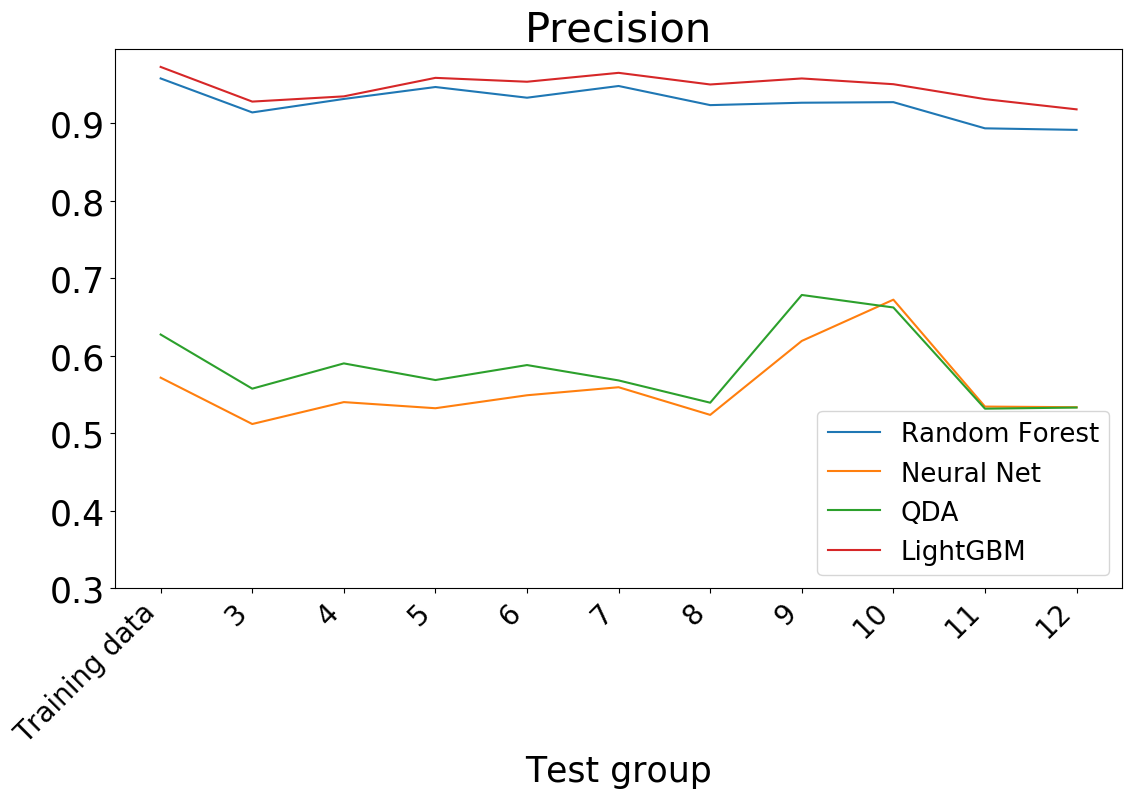 Precision
0.9
0.8
0.7
0.6
0.5
0.4
0.3
Random Forest
Neural Net
QDA
LightGBM
Training data
3
4
5
6
7
8
9
10
11
12
Test group